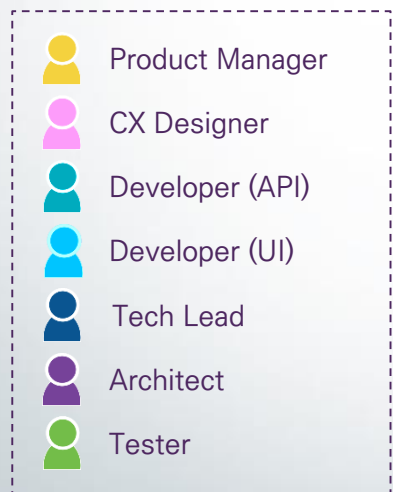 Product Manager
CX Designer
Developer (API)
Developer (UI)
Tech Lead
Architect
Tester